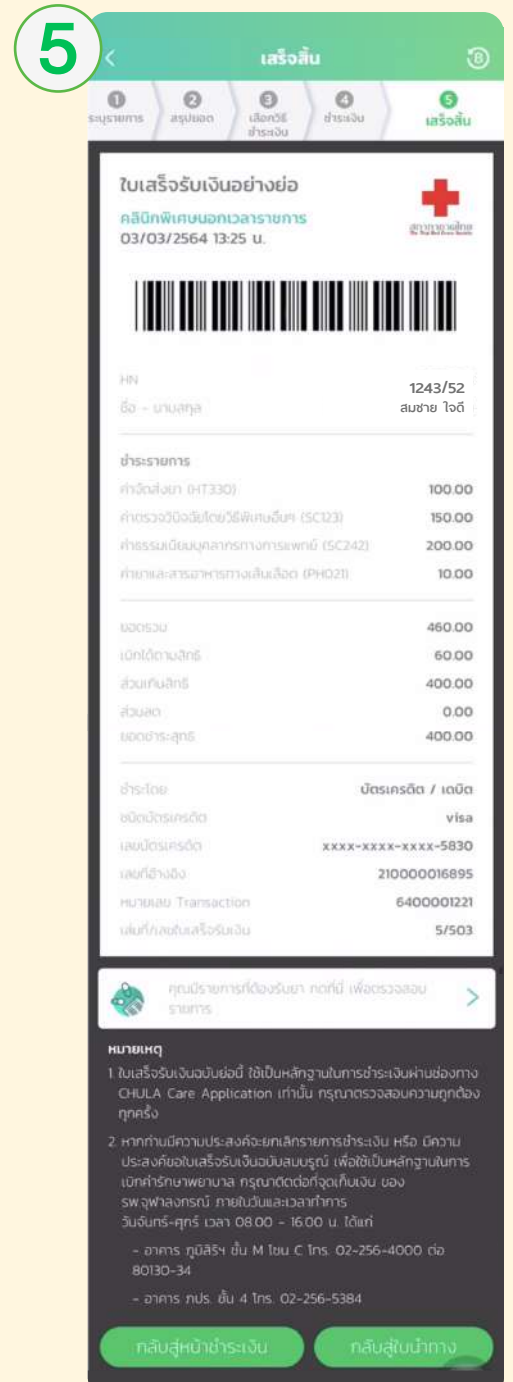 5
เสร็จสิ้น
1 2 3 4 5
ระบุรายการ สรุปยอด เลือกวิธี ชำระเงิน เสร็จสิ้น
ชำระเงิน
ใบเสร็จรับเงินอย่างย่อ
คลินิกพิเศษนอกเวลาราชการ
03/03/2564 13:25 น.
สภากาชาดไทย
The Thai Red Cross Society
HN 1243/52
ชื่อ - นามสกุล สมชาย ใจดี
ชำระรายการ
ค่าจัดส่งยา (HT330) 100.00
ค่าตรวจวินิจฉัยโดยวิธีพิเศษอื่นๆ (SC123) 150.00
ค่าธรรมเนียมบุคลากรทางการแพทย์ (SC242) 200.00
ค่ายาและสารอาหารทางเส้นเลือด (PH021) 10.00
ยอดรวม 460.00
เบิกได้ตามสิทธิ 60.00
ส่วนเกินสิทธิ 400.00
ส่วนลด 0.00
ยอดชำระสุทธิ 400.00
ชำระโดย บัตรเครดิต / เดบิต
ชนิดบัตรเครดิต visa
เลขบัตรเครดิต xxxx-xxxx-xxxx-5830
เลขที่อ้างอิง 210000016895
หมายเลข Transaction 6400001221
เล่มที่/เลขใบเสร็จรับเงิน 5/503
คุณมีรายการที่ต้องรับยา กดที่นี่ เพื่อตรวจสอบ
รายการ
หมายเหตุ
1. ใบเสร็จรับเงินฉบับย่อนี้ ใช้เป็นหลักฐานในการชำระเงินผ่านช่องทาง
CHULA Care Application เท่านั้น กรุณาตรวจสอบความถูกต้อง
ทุกครั้ง
2. หากท่านมีความประสงค์จะยกเลิกรายการชำระเงิน หรือ มีความ
ประสงค์ขอใบเสร็จรับเงินฉบับสมบูรณ์ เพื่อใช้เป็นหลักฐานในการ
เบิกค่ารักษาพยาบาล กรุณาติดต่อที่จุดเก็บเงิน ของ
รพ.จุฬาลงกรณ์ ภายในวันและเวลาทำการ
วันจันทร์-ศุกร์ เวลา 08.00 - 16.00 น. ได้แก่
- อาคาร ภูมิสิริฯ ชั้น M โซน C โทร. 02-256-4000 ต่อ
80130-34
- อาคาร ภปร. ชั้น 4 โทร. 02-256-5384
กลับสู่หน้าชำระเงิน กลับสู่ใบนำทาง